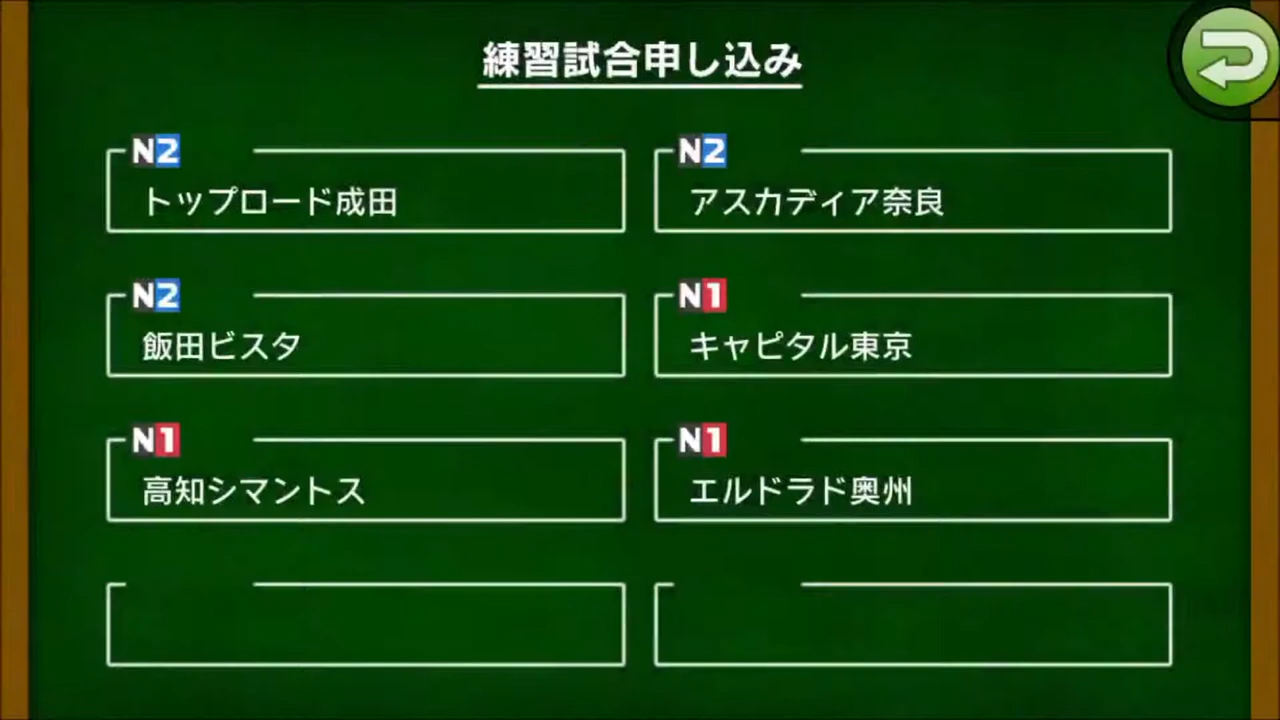 練習試合申し込み
N2
トップロード成田
N2
アスカディア奈良
N2
飯田ビスタ
N1
キャピタル東京
N1
高知シマントス
N1
エルドラド奥州